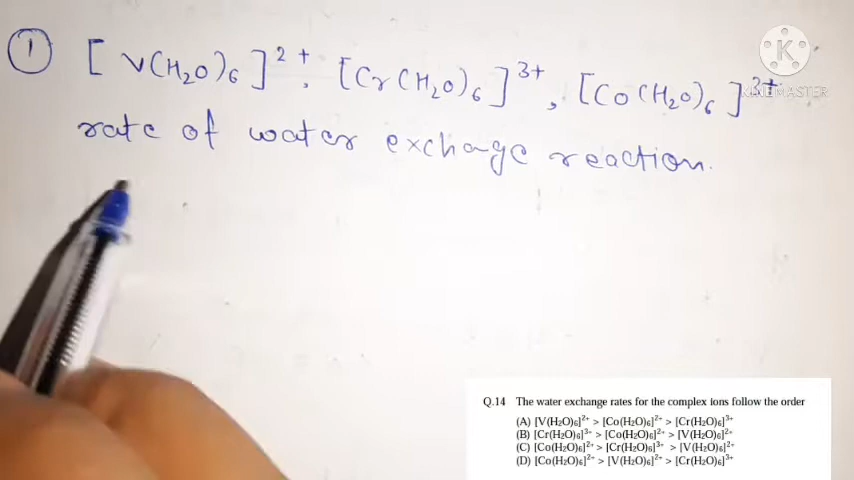 1 [V(H₂O)₆]²⁺, [Cr(H₂O)₆]³⁺, [Co(H₂O)₆]³⁺
rate of water exchage reaction.
K
KINEMASTER
Q.14 The water exchange rates for the complex ions follow the order
(A) [V(H₂O)₆]²⁺ > [Co(H₂O)₆]²⁺ > [Cr(H₂O)₆]³⁺
(B) [Cr(H₂O)₆]³⁺ > [Co(H₂O)₆]²⁺ > [V(H₂O)₆]²⁺
(C) [Co(H₂O)₆]²⁺ > [Cr(H₂O)₆]³⁺ > [V(H₂O)₆]²⁺
(D) [Co(H₂O)₆]²⁺ > [V(H₂O)₆]²⁺ > [Cr(H₂O)₆]³⁺